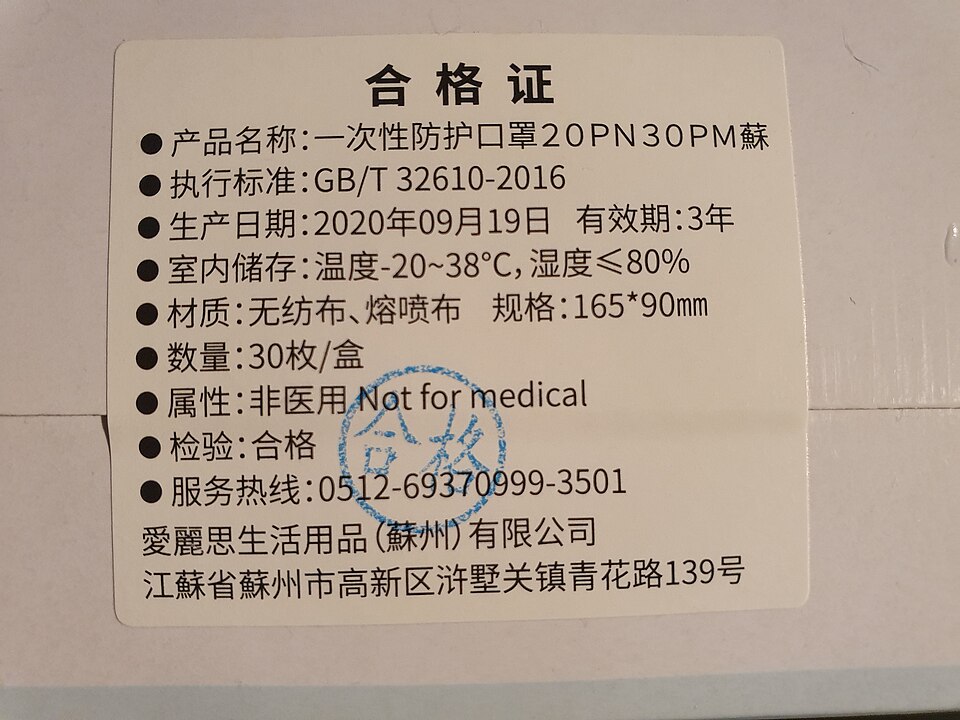 合格证
●产品名称：一次性防护口罩20PN30PM蘇
●执行标准：GB/T 32610-2016
●生产日期：2020年09月19日 有效期：3年
●室内储存：温度-20~38℃，湿度≤80%
●材质：无纺布、熔喷布 规格：165*90㎜
●数量：30枚/盒
●属性：非医用 Not for medical
●检验：合格
合格
●服务热线：0512-69370999-3501
愛麗思生活用品（蘇州）有限公司
江蘇省蘇州市高新区浒墅关镇青花路139号